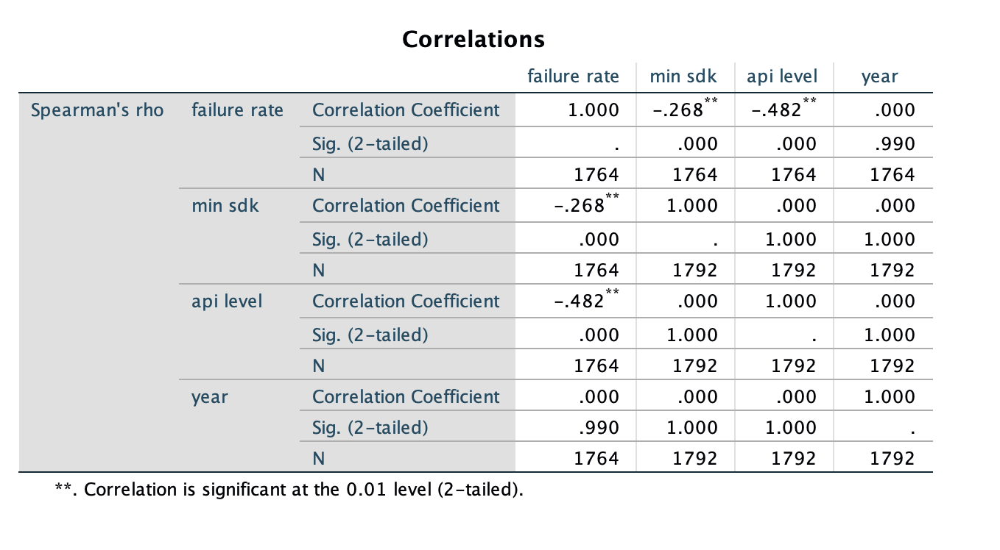 Correlations
failure rate min sdk api level year
Spearman's rho failure rate Correlation Coefficient 1.000 -.268** -.482** .000
Sig. (2-tailed) . .000 .000 .990
N 1764 1764 1764 1764
min sdk Correlation Coefficient -.268** 1.000 .000 .000
Sig. (2-tailed) .000 . 1.000 1.000
N 1764 1792 1792 1792
api level Correlation Coefficient -.482** .000 1.000 .000
Sig. (2-tailed) .000 1.000 . 1.000
N 1764 1792 1792 1792
year Correlation Coefficient .000 .000 .000 1.000
Sig. (2-tailed) .990 1.000 1.000 .
N 1764 1792 1792 1792
**. Correlation is significant at the 0.01 level (2-tailed).